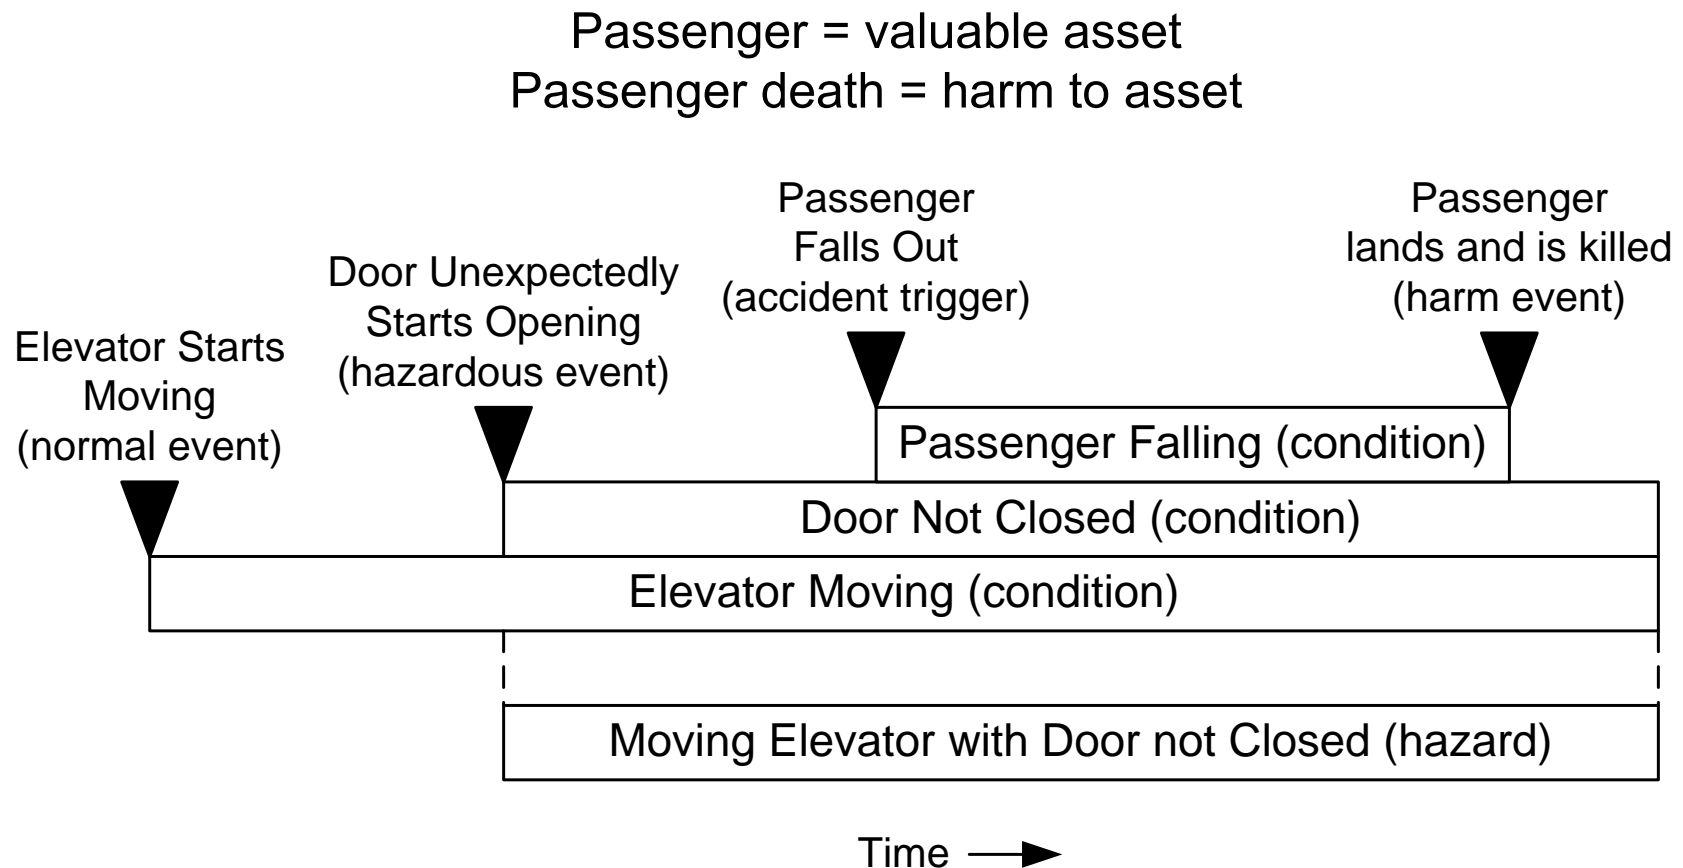 Passenger = valuable asset
Passenger death = harm to asset
Elevator Starts
Moving
(normal event)
Door Unexpectedly
Starts Opening
(hazardous event)
Passenger
Falls Out
(accident trigger)
Passenger
lands and is killed
(harm event)
Passenger Falling (condition)
Door Not Closed (condition)
Elevator Moving (condition)
Moving Elevator with Door not Closed (hazard)
Time